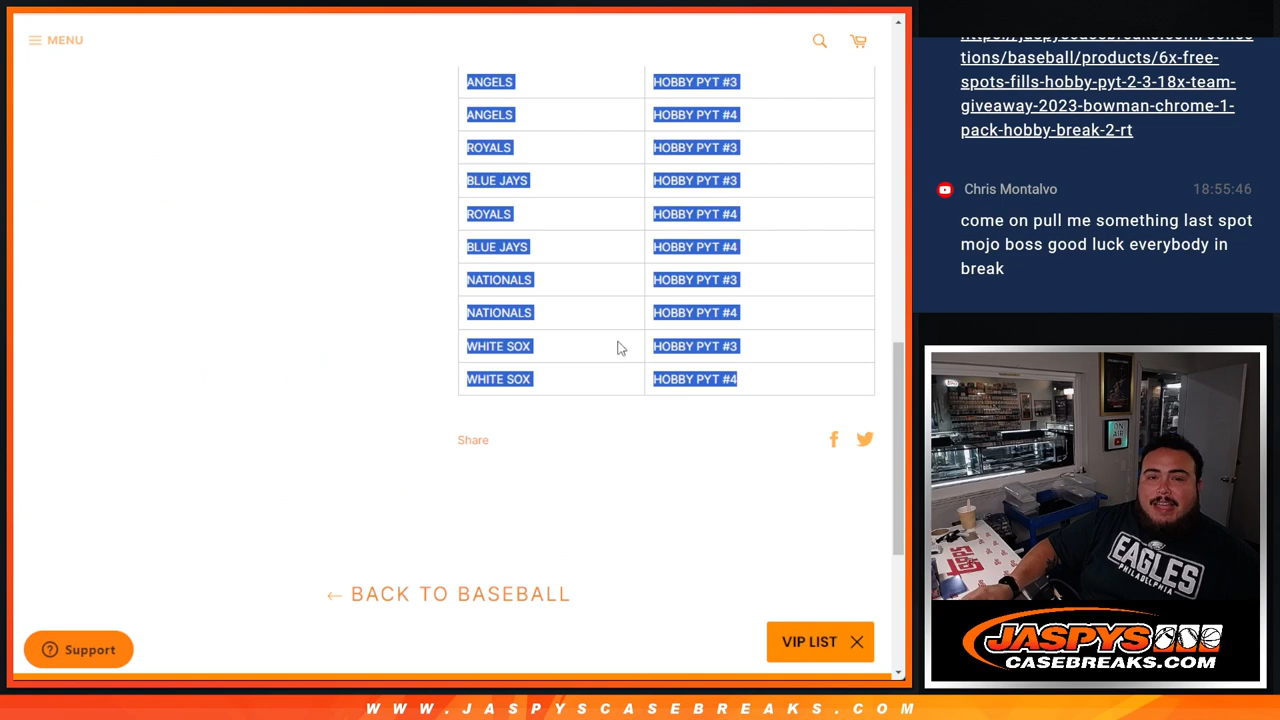 MENU
ANGELS HOBBY PYT #3
ANGELS HOBBY PYT #4
ROYALS HOBBY PYT #3
BLUE JAYS HOBBY PYT #3
ROYALS HOBBY PYT #4
BLUE JAYS HOBBY PYT #4
NATIONALS HOBBY PYT #3
NATIONALS HOBBY PYT #4
WHITE SOX HOBBY PYT #3
WHITE SOX HOBBY PYT #4
Share
← BACK TO BASEBALL
Support
VIP LIST
tions/baseball/products/6x-free-
spots-fills-hobby-pyt-2-3-18x-team-
giveaway-2023-bowman-chrome-1-
pack-hobby-break-2-rt
Chris Montalvo 18:55:46
come on pull me something last spot
mojo boss good luck everybody in
break
ON
AIR
EAGLES
PHILADELPHIA
JASPYS
CASEBREAKS.COM
WWW.JASPYSCASEBREAKS.COM